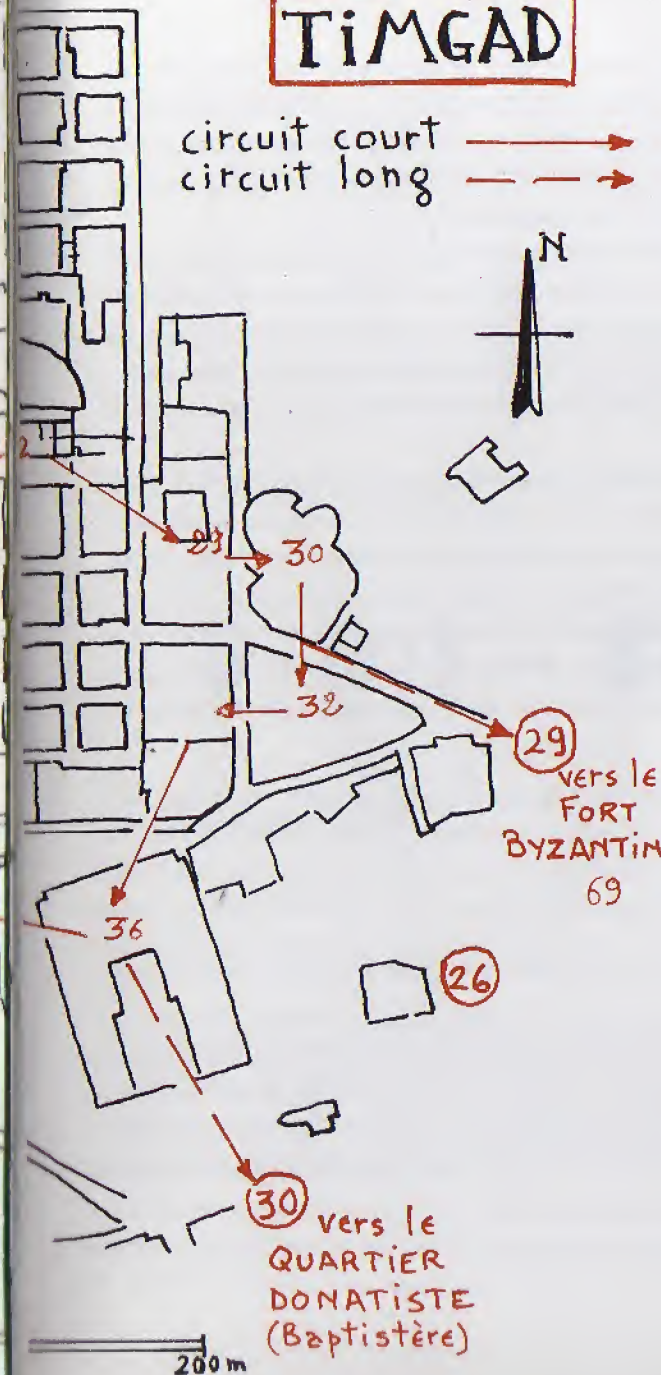 TiMGAD
circuit court
circuit long
N
2
30
32
29
vers le
FORT
BYZANTiN
69
36
26
30
vers le
QUARTiER
DONATiSTE
(Baptistère)
200 m